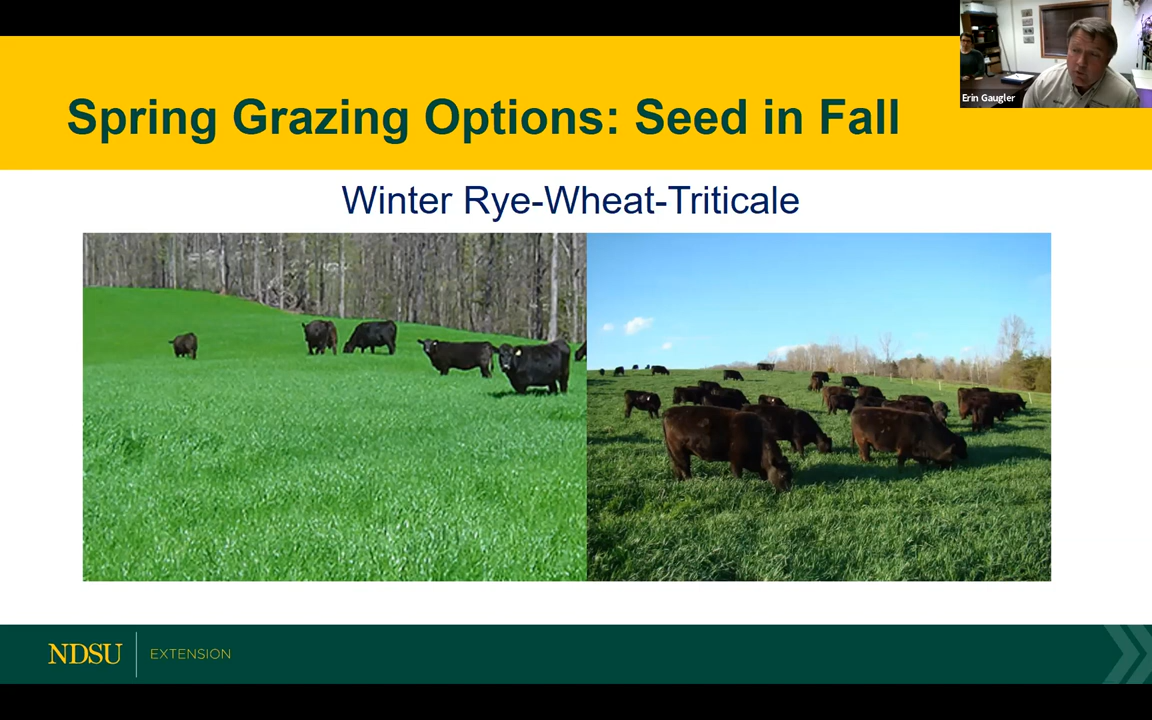 Erin Gaugler
Spring Grazing Options: Seed in Fall
Winter Rye-Wheat-Triticale
NDSU
EXTENSION